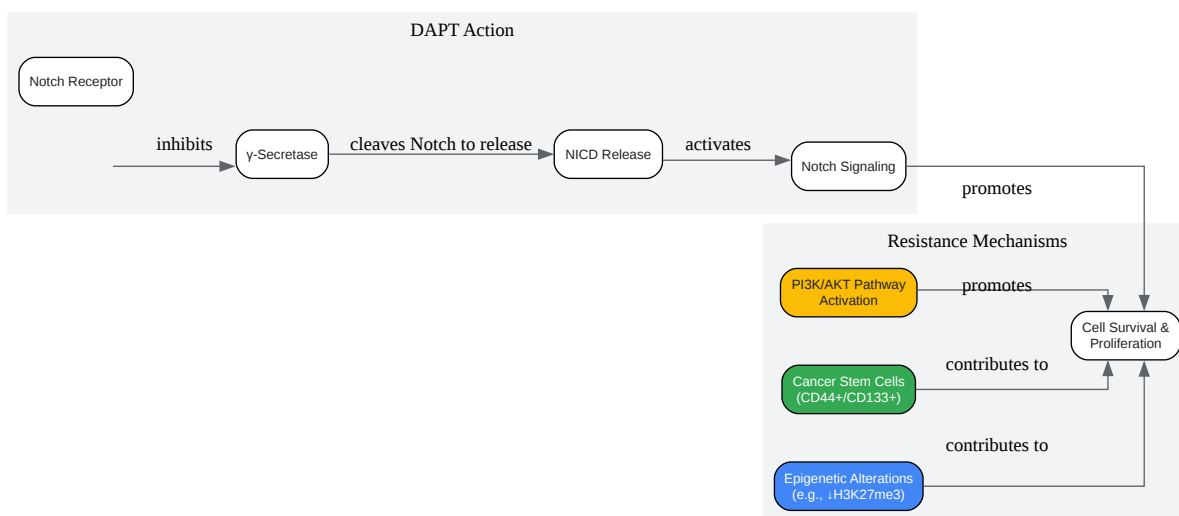 DAPT Action
Notch Receptor
inhibits
γ-Secretase
cleaves Notch to release
NICD Release
activates
Notch Signaling
promotes
Resistance Mechanisms
PI3K/AKT Pathway
Activation
promotes
Cell Survival &
Proliferation
Cancer Stem Cells
(CD44+/CD133+)
contributes to
Epigenetic Alterations
(e.g., ↓H3K27me3)
contributes to